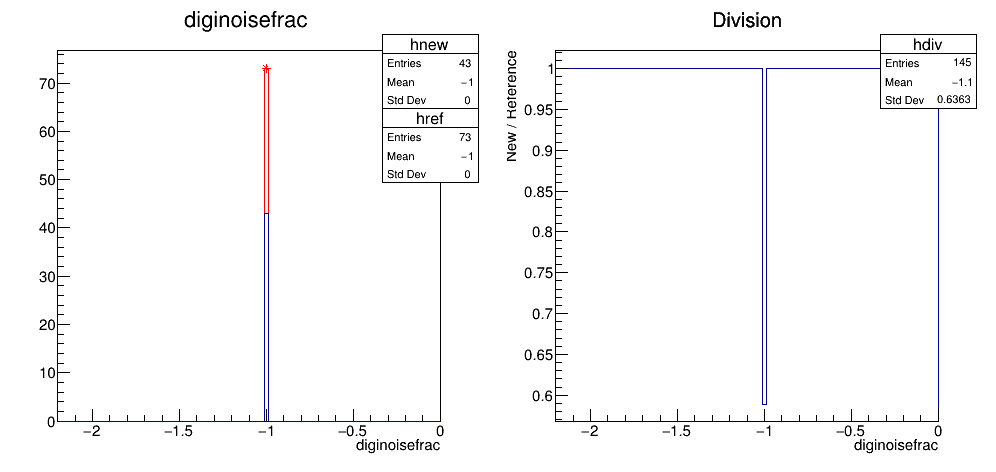 diginoisefrac
hnew
Entries 43
Mean −1
Std Dev 0
href
Entries 73
Mean −1
Std Dev 0
70
60
50
40
30
20
10
0
−2 −1.5 −1 −0.5 0
diginoisefrac
Division
hdiv
Entries 145
Mean −1.1
Std Dev 0.6363
New / Reference
1
0.95
0.9
0.85
0.8
0.75
0.7
0.65
0.6
−2 −1.5 −1 −0.5 0
diginoisefrac